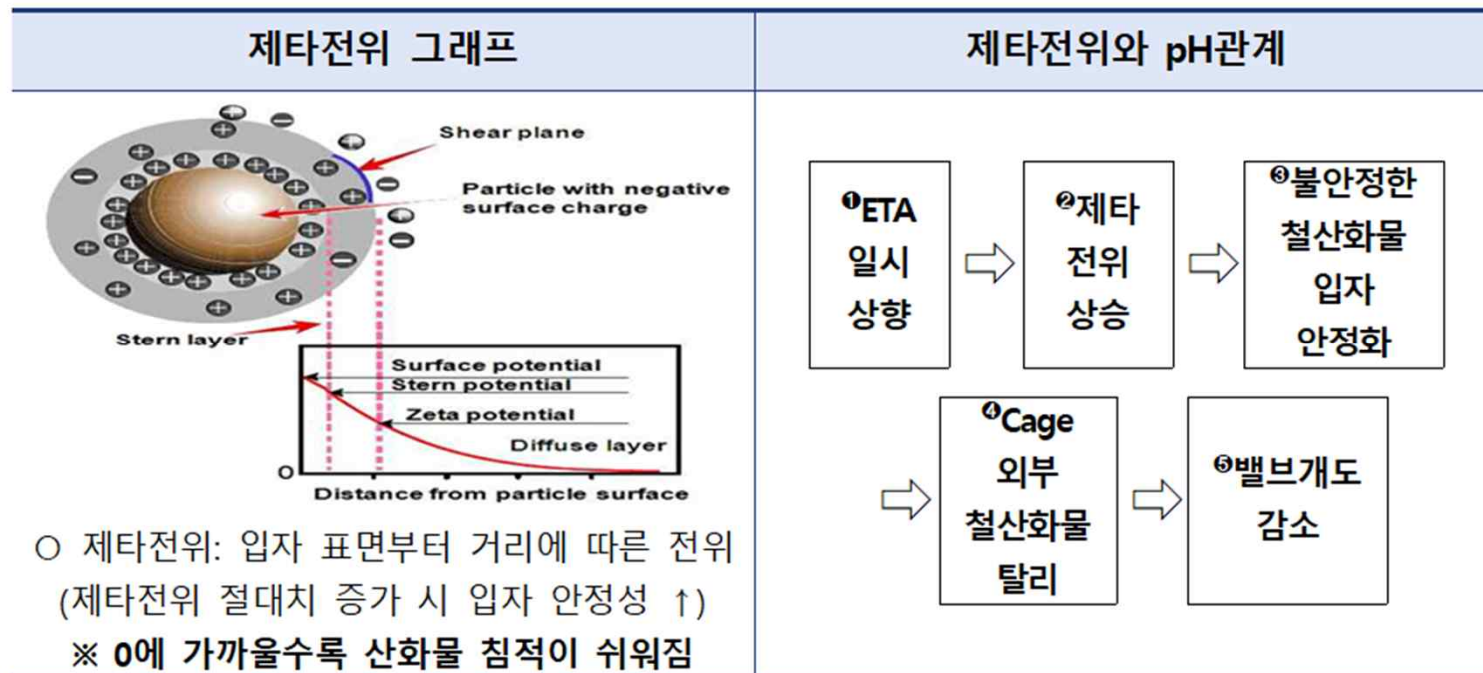 제타전위 그래프
제타전위와 pH관계
Shear plane
Particle with negative
surface charge
Stern layer
Surface potential
Stern potential
Zeta potential
Diffuse layer
O
Distance from particle surface
○ 제타전위: 입자 표면부터 거리에 따른 전위
(제타전위 절대치 증가 시 입자 안정성 ↑)
※ 0에 가까울수록 산화물 침적이 쉬워짐
❶ETA
일시
상향
❷제타
전위
상승
❸불안정한
철산화물
입자
안정화
❹Cage
외부
철산화물
탈리
❺밸브개도
감소